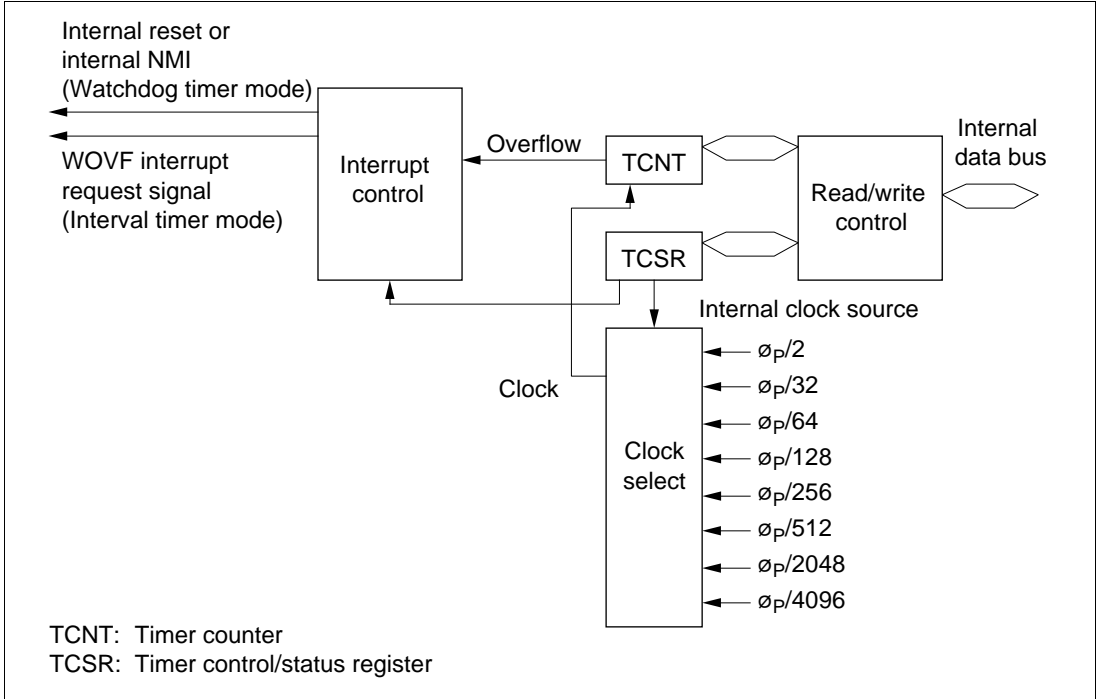 Internal reset or
internal NMI
(Watchdog timer mode)
WOVF interrupt
request signal
(Interval timer mode)
Interrupt
control
Overflow
TCNT
TCSR
Read/write
control
Internal
data bus
Internal clock source
Clock
Clock
select
øP/2
øP/32
øP/64
øP/128
øP/256
øP/512
øP/2048
øP/4096
TCNT: Timer counter
TCSR: Timer control/status register